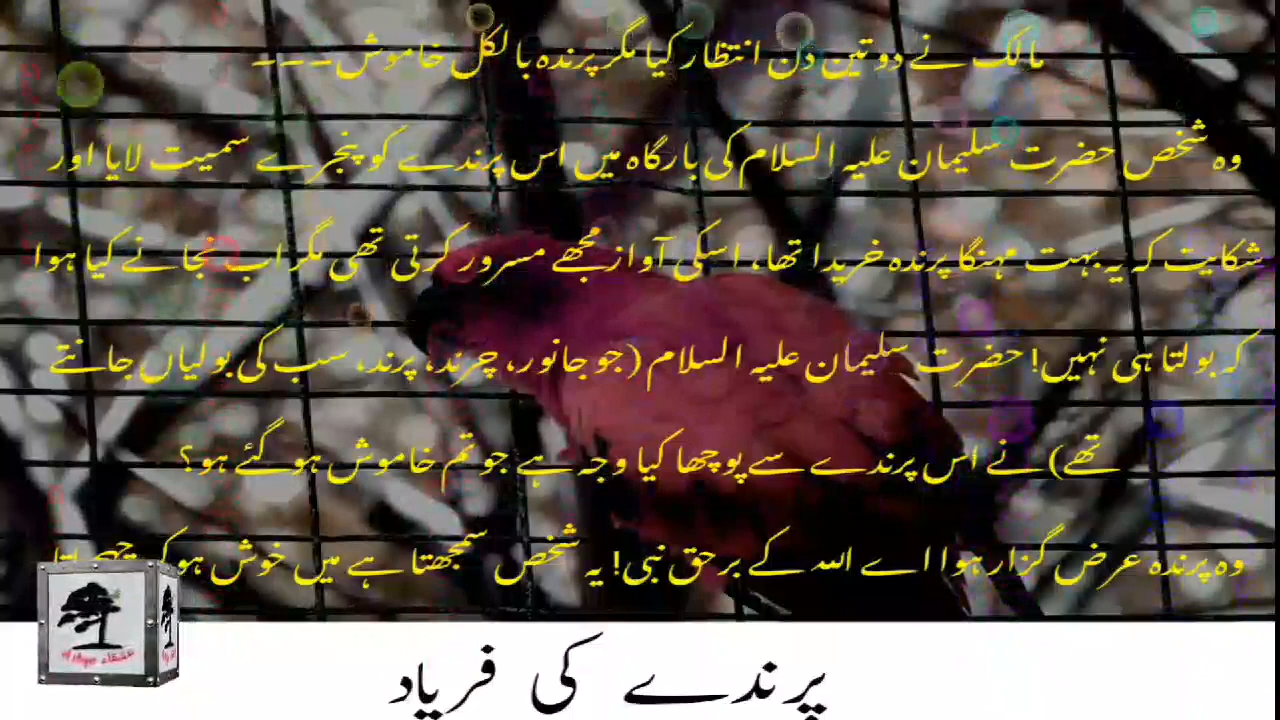 مالک نے دو تین دن انتظار کیا مگر پرندہ بالکل خاموش۔۔۔
وہ شخص حضرت سلیمان علیہ السلام کی بارگاہ میں اس پرندے کو پنجرے سمیت لایا اور
شکایت کہ یہ بہت مہنگا پرندہ خریدا تھا، اسکی آواز مجھے مسرور کرتی تھی مگر اب نجانے کیا ہوا
کہ بولتا ہی نہیں! حضرت سلیمان علیہ السلام (جو جانور، چرند، پرند، سب کی بولیاں جانتے
تھے) نے اس پرندے سے پوچھا کیا وجہ ہے جو تم خاموش ہو گئے ہو؟
وہ پرندہ عرض گزار ہوا اے اللہ کے برحق نبی! یہ شخص سمجھتا ہے میں خوش ہو کر
پرندے کی فریاد